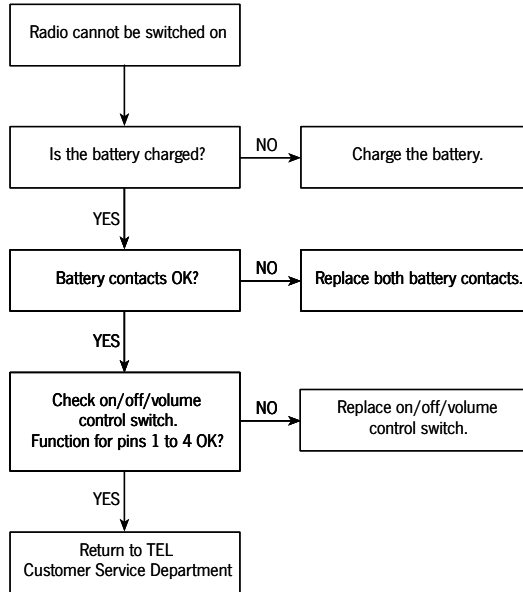 Radio cannot be switched on
Is the battery charged?
NO
Charge the battery.
YES
Battery contacts OK?
NO
Replace both battery contacts.
YES
Check on/off/volume
control switch.
Function for pins 1 to 4 OK?
NO
Replace on/off/volume
control switch.
YES
Return to TEL
Customer Service Department